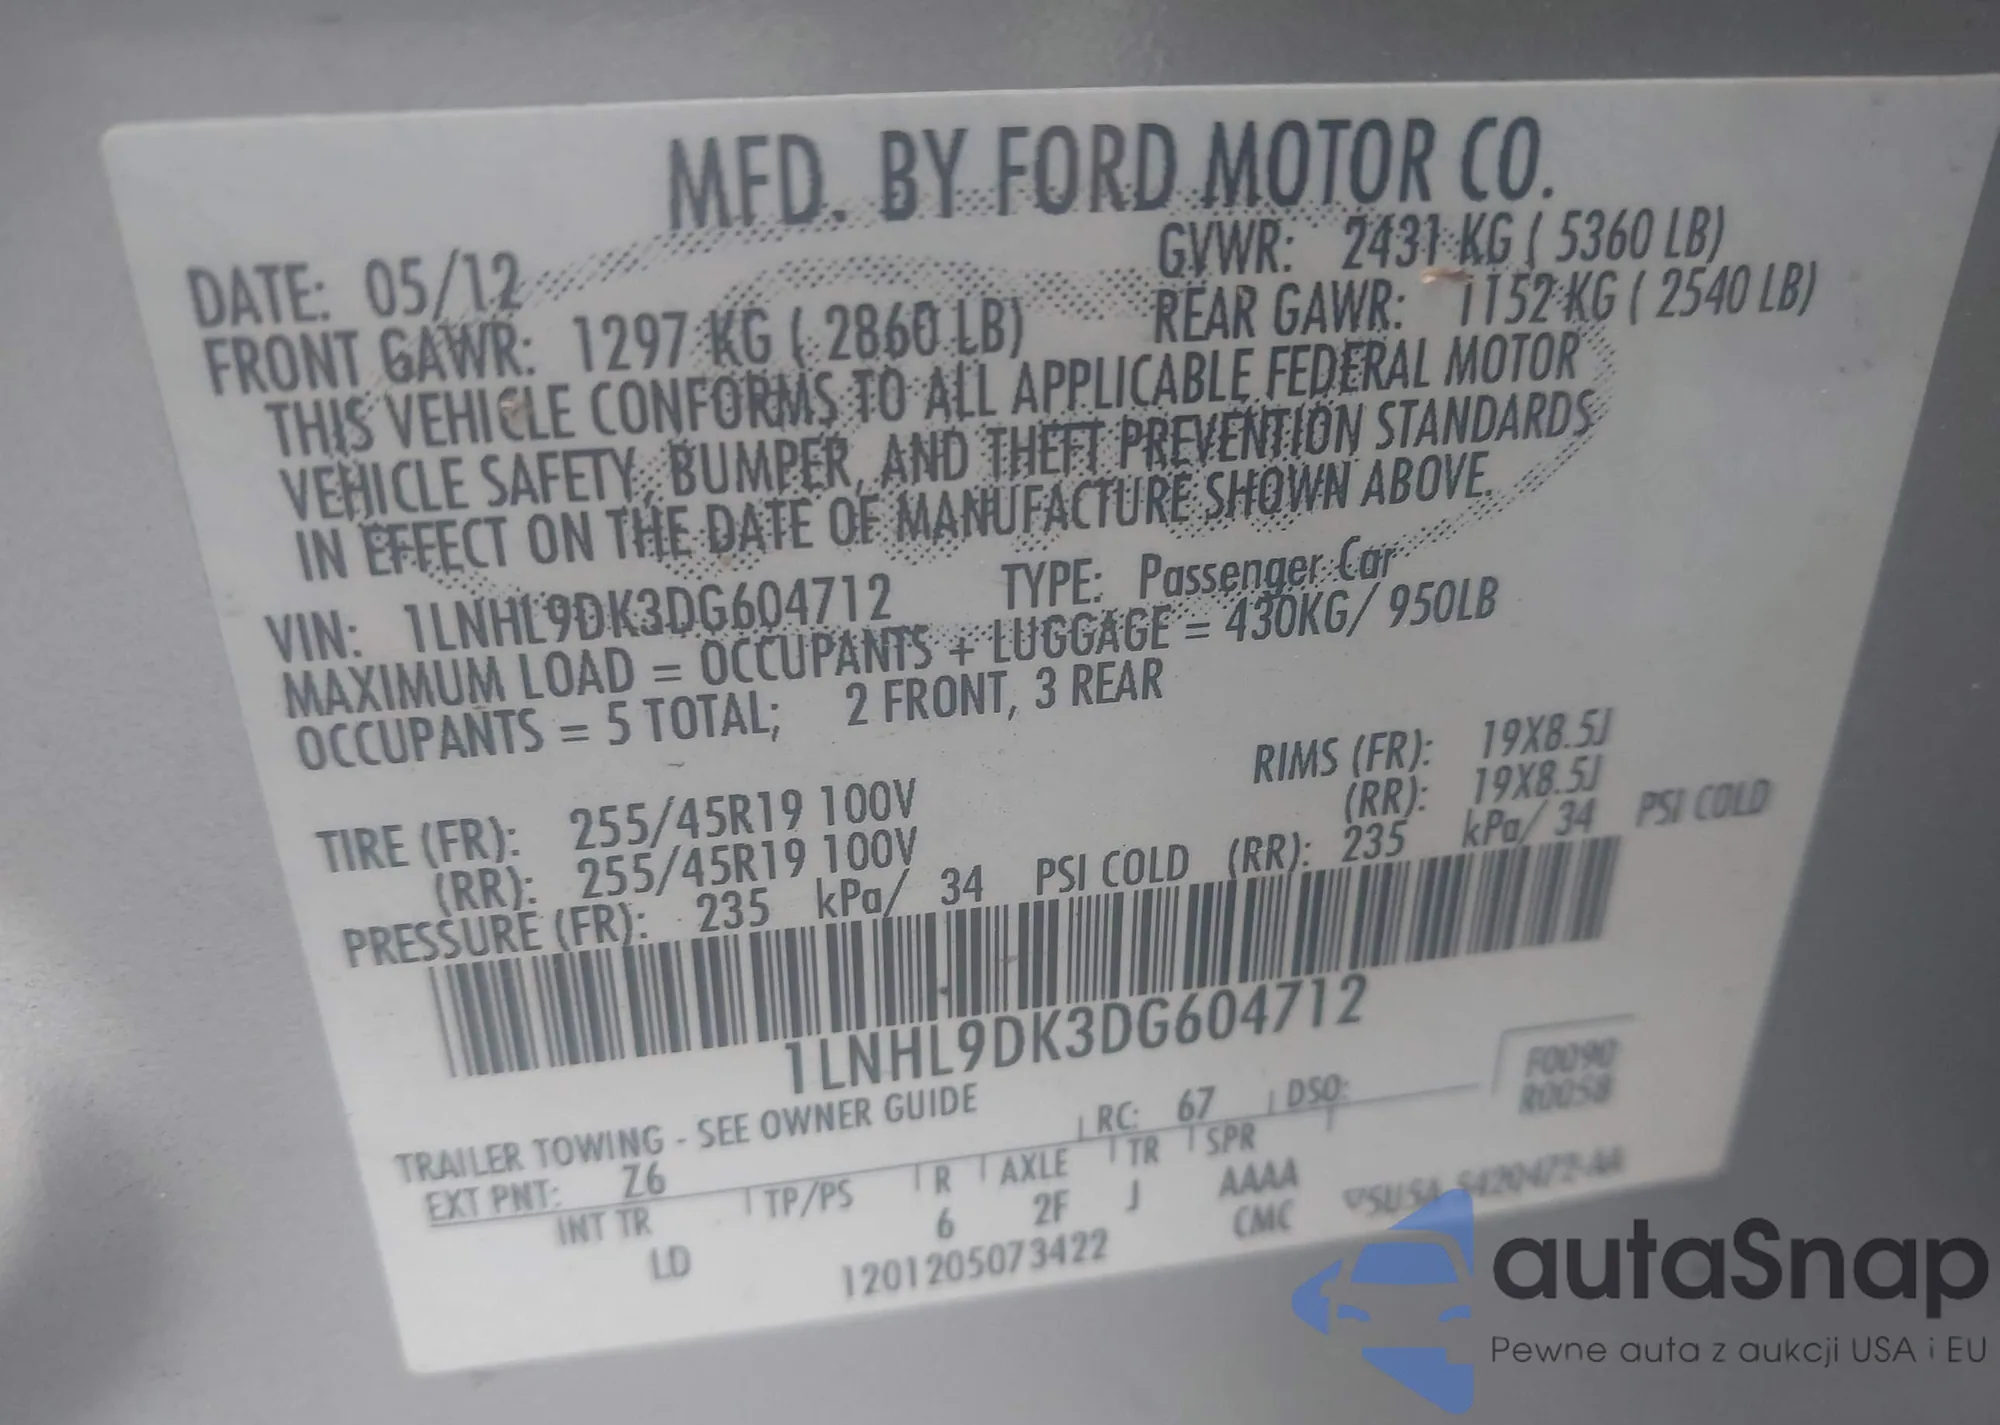 MFD. BY FORD MOTOR CO.
DATE: 05/12 GVWR: 2431 KG ( 5360 LB)
FRONT GAWR: 1297 KG ( 2860 LB) REAR GAWR: 1152 KG ( 2540 LB)
THIS VEHICLE CONFORMS TO ALL APPLICABLE FEDERAL MOTOR
VEHICLE SAFETY, BUMPER, AND THEFT PREVENTION STANDARDS
IN EFFECT ON THE DATE OF MANUFACTURE SHOWN ABOVE.
VIN: 1LNHL9DK3DG604712 TYPE: Passenger Car
MAXIMUM LOAD = OCCUPANTS + LUGGAGE = 430KG/ 950LB
OCCUPANTS = 5 TOTAL; 2 FRONT, 3 REAR
TIRE (FR): 255/45R19 100V RIMS (FR): 19X8.5J
(RR): 255/45R19 100V (RR): 19X8.5J
PRESSURE (FR): 235 kPa/ 34 PSI COLD (RR): 235 kPa/ 34 PSI COLD
1LNHL9DK3DG604712
TRAILER TOWING - SEE OWNER GUIDE
F0090
R0058
EXT PNT: Z6 RC: 67 DSO:
INT TR TP/PS R AXLE TR SPR
LD 6 2F J AAAA
CMC
1201205073422
autaSnap
Pewne auta z aukcji USA i EU